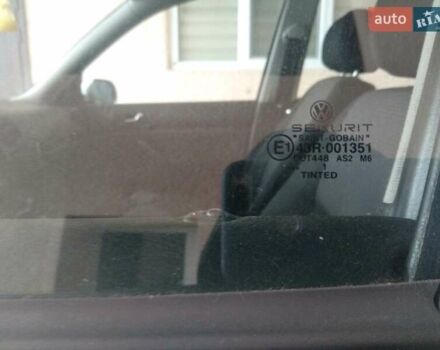 auto RIA
SEKURIT
"SAINT-GOBAIN"
E1 43R-001351
DOT448 AS2 M6
1
TINTED